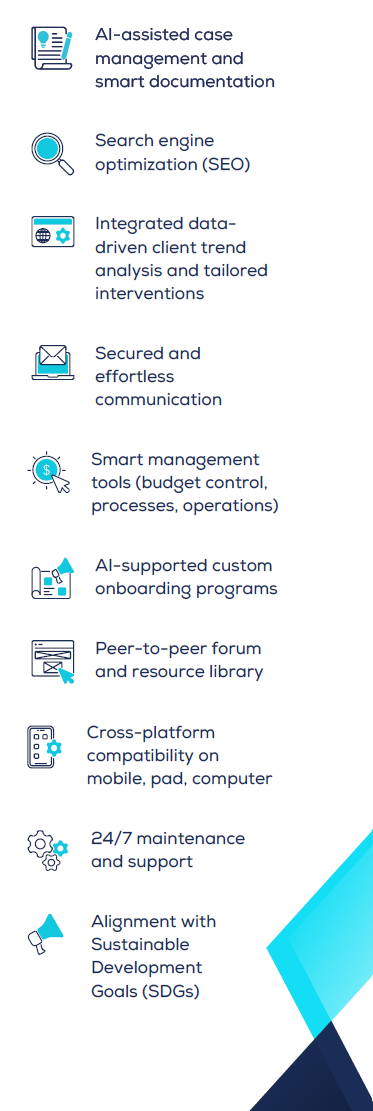 AI-assisted case
management and
smart documentation
Search engine
optimization (SEO)
Integrated data-
driven client trend
analysis and tailored
interventions
Secured and
effortless
communication
$
Smart management
tools (budget control,
processes, operations)
AI-supported custom
onboarding programs
Peer-to-peer forum
and resource library
Cross-platform
compatibility on
mobile, pad, computer
24/7 maintenance
and support
Alignment with
Sustainable
Development
Goals (SDGs)